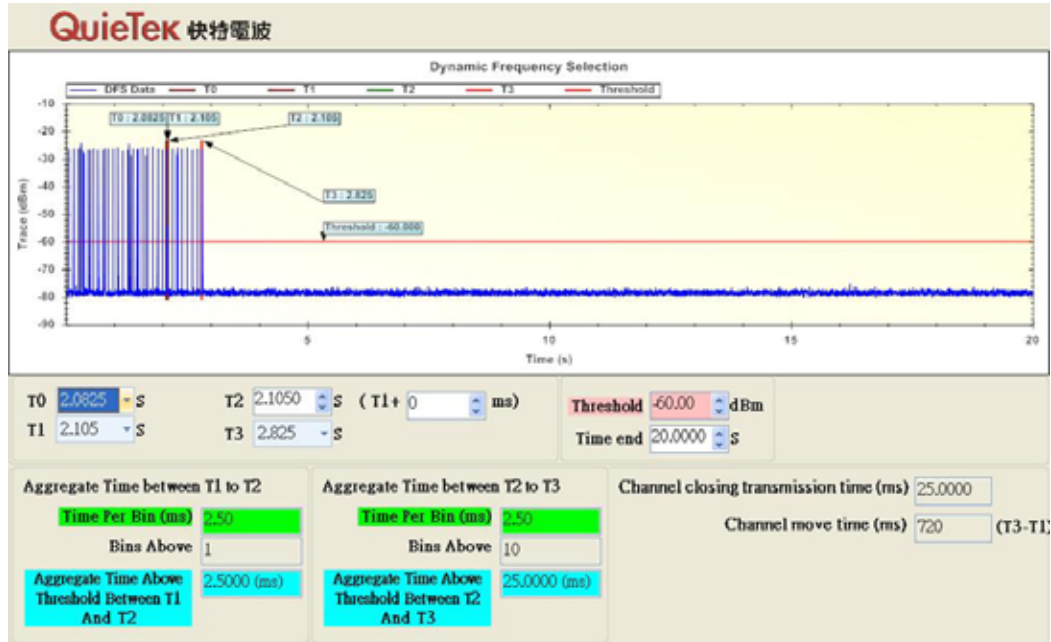 QuieTek 快特電波
Dynamic Frequency Selection
DFS Data T0 T1 T2 T3 Threshold
-10
T0 : 2.0825 T1 : 2.105 T2 : 2.105
-20
-30
-40
T3 : 2.825
-50
Threshold : -60.000
-60
-70
-80
-90
Trace (dBm)
5 10 15 20
Time (s)
T0 2.0825 S T2 2.1050 S ( T1+ 0 ms)
T1 2.105 S T3 2.825 S
Threshold -60.00 dBm
Time end 20.0000 S
Aggregate Time between T1 to T2
Time Per Bin (ms) 2.50
Bins Above 1
Aggregate Time Above
Threshold Between T1
And T2
2.5000 (ms)
Aggregate Time between T2 to T3
Time Per Bin (ms) 2.50
Bins Above 10
Aggregate Time Above
Threshold Between T2
And T3
25.0000 (ms)
Channel closing transmission time (ms) 25.0000
Channel move time (ms) 720 (T3-T1)